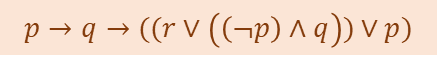 p → q → ((r ∨ ((¬p) ∧ q)) ∨ p)